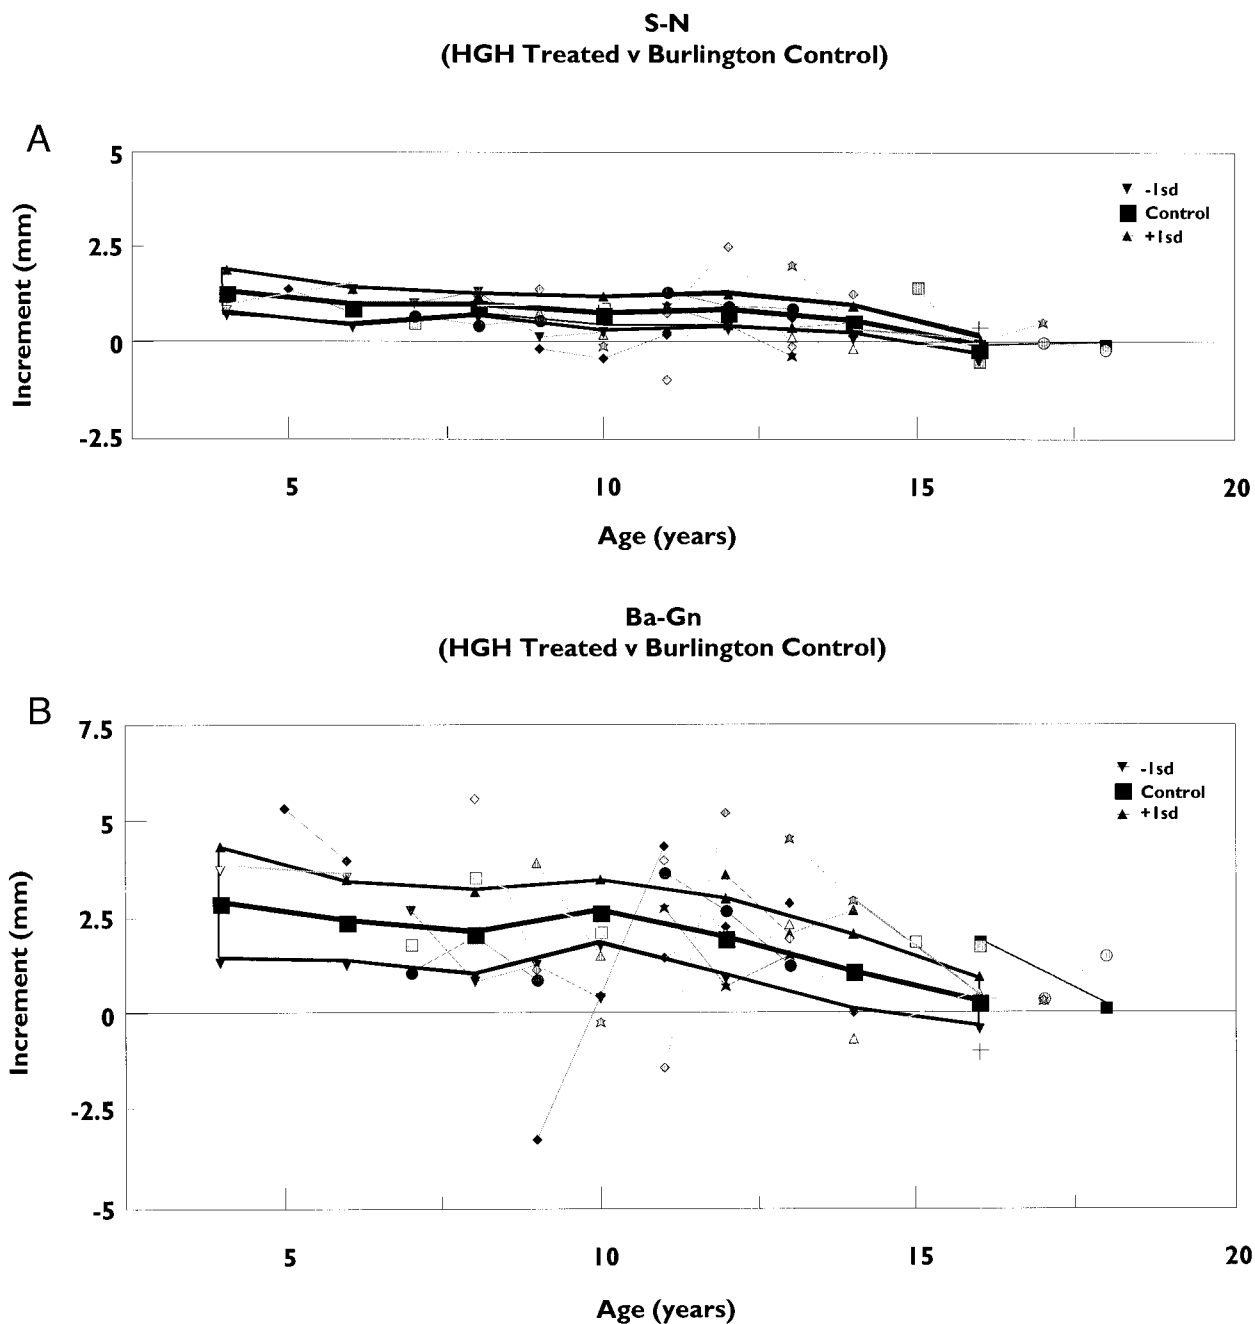 S-N
(HGH Treated v Burlington Control)
A
5
2.5
0
-2.5
Increment (mm)
-1sd
Control
+1sd
5
10
15
20
Age (years)
Ba-Gn
(HGH Treated v Burlington Control)
B
7.5
5
2.5
0
-2.5
-5
Increment (mm)
-1sd
Control
+1sd
5
10
15
20
Age (years)